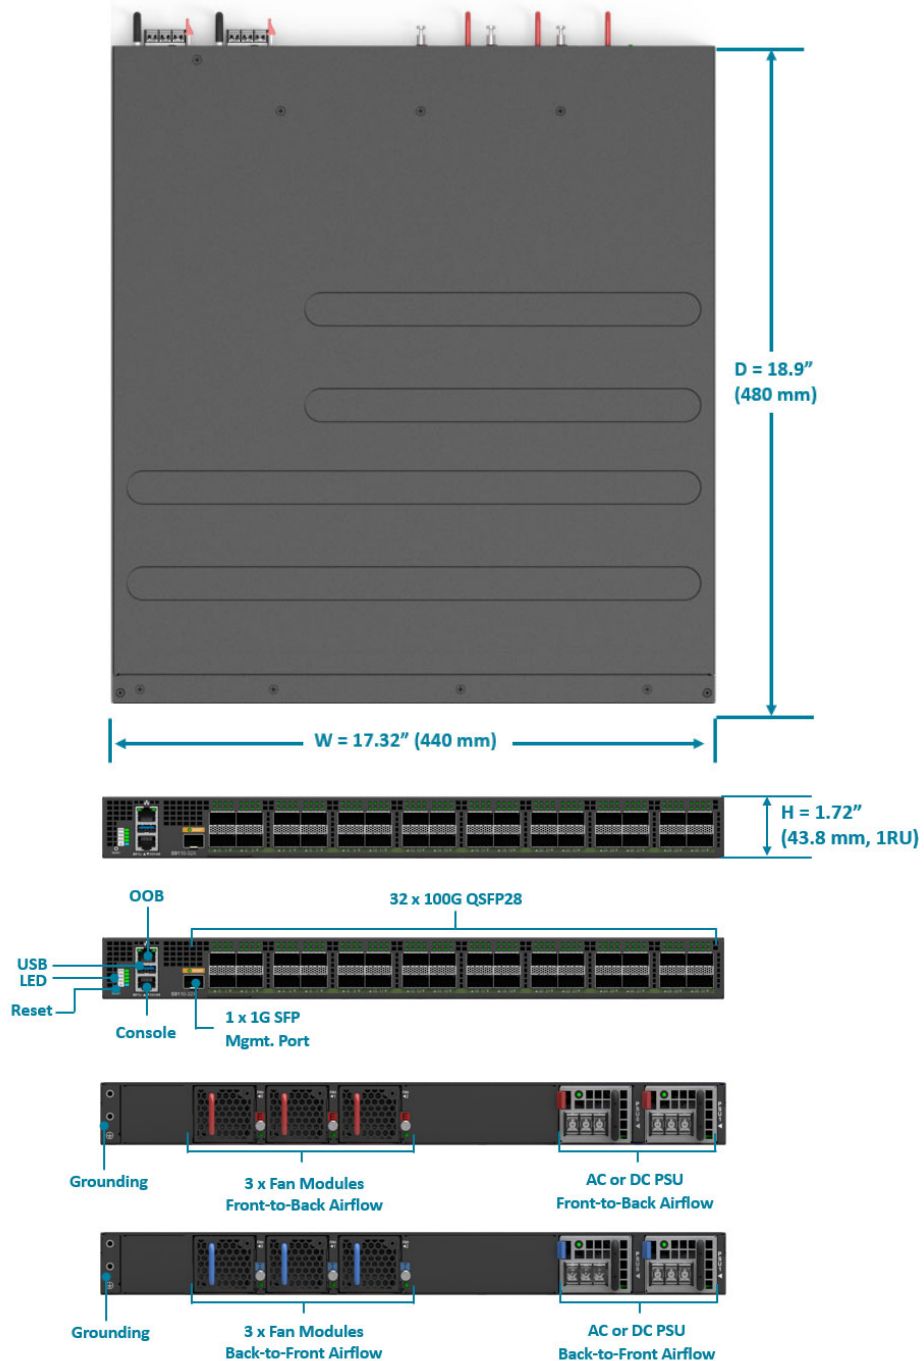 D = 18.9”
(480 mm)
W = 17.32” (440 mm)
H = 1.72”
(43.8 mm, 1RU)
OOB
32 x 100G QSFP28
USB
LED
Reset
Console
1 x 1G SFP
Mgmt. Port
Grounding
3 x Fan Modules
Front-to-Back Airflow
AC or DC PSU
Front-to-Back Airflow
Grounding
3 x Fan Modules
Back-to-Front Airflow
AC or DC PSU
Back-to-Front Airflow